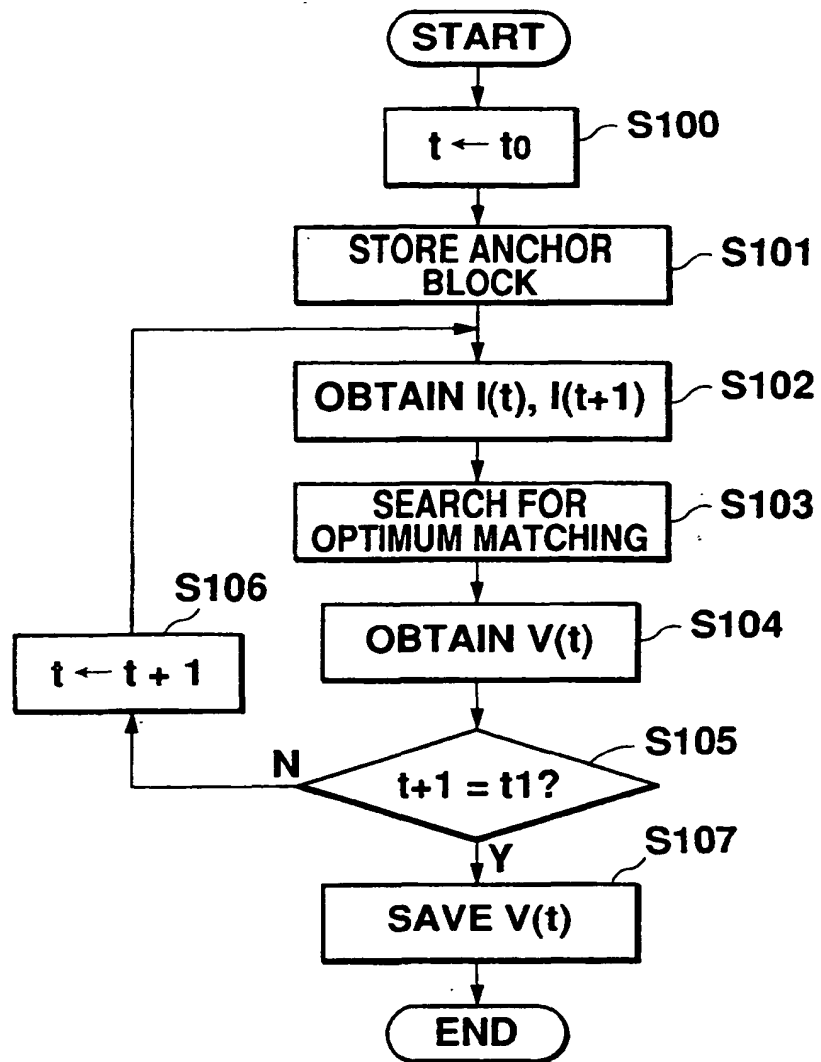 START
t ← t0
S100
STORE ANCHOR
BLOCK
S101
OBTAIN I(t), I(t+1)
S102
SEARCH FOR
OPTIMUM MATCHING
S103
S106
t ← t + 1
OBTAIN V(t)
S104
N
t+1 = t1?
S105
Y
S107
SAVE V(t)
END